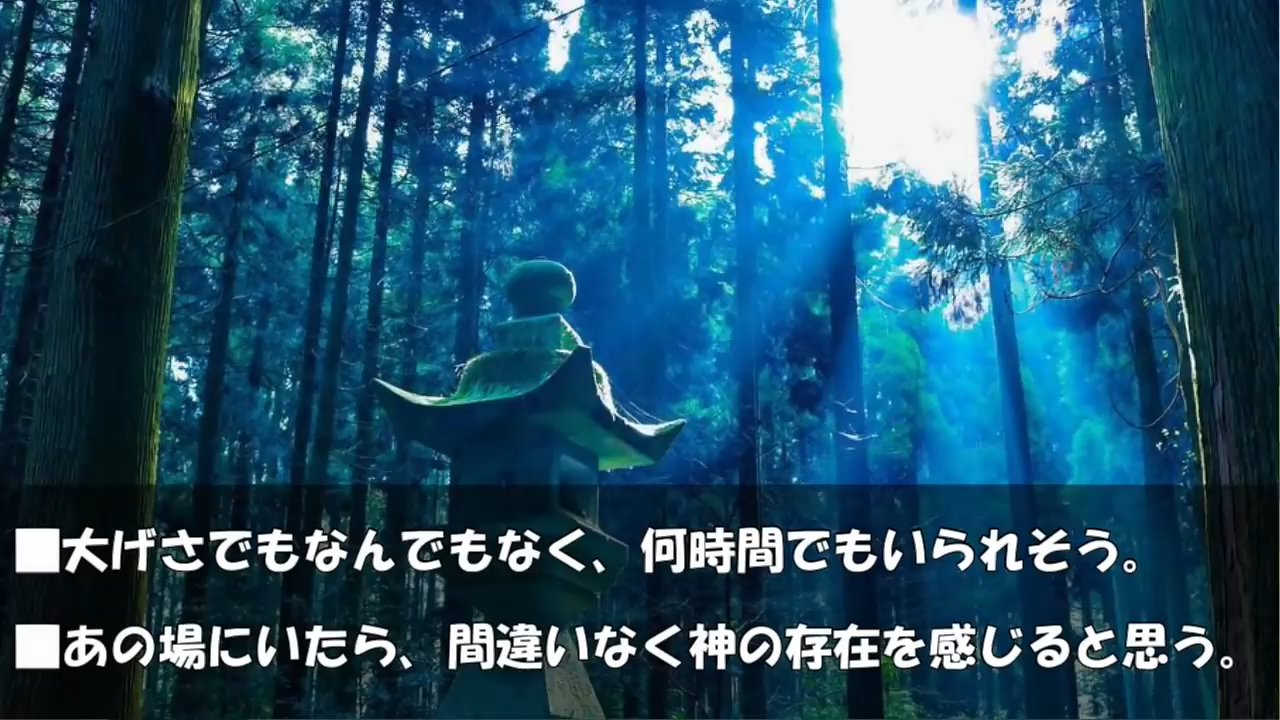 ■大げさでもなんでもなく、何時間でもいられそう。
■あの場にいたら、間違いなく神の存在を感じると思う。